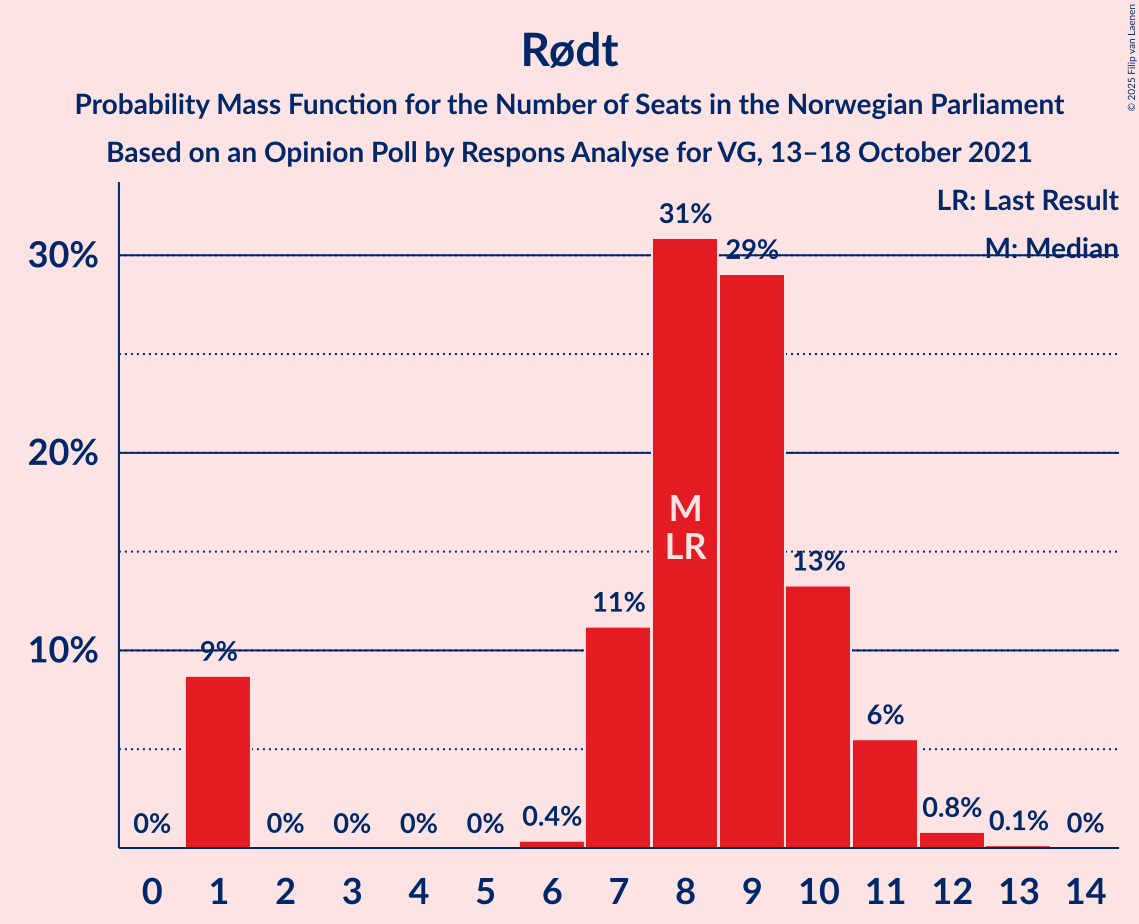 Rødt
Probability Mass Function for the Number of Seats in the Norwegian Parliament
Based on an Opinion Poll by Respons Analyse for VG, 13–18 October 2021
© 2025 Filip van Laenen
LR: Last Result
M: Median
30%
20%
10%
0%
9%
0%
0%
0%
0%
0.4%
11%
31%
29%
13%
6%
0.8%
0.1%
0%
M
LR
0 1 2 3 4 5 6 7 8 9 10 11 12 13 14